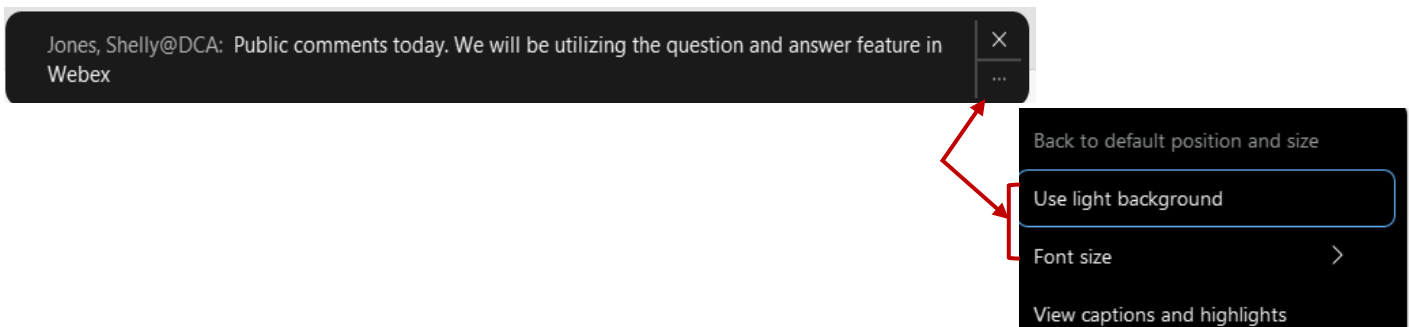 Jones, Shelly@DCA: Public comments today. We will be utilizing the question and answer feature in
Webex
Back to default position and size
Use light background
Font size
View captions and highlights